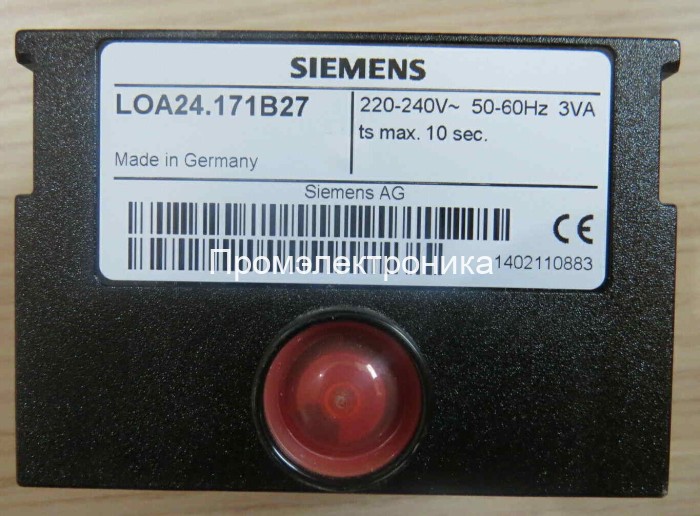 SIEMENS
LOA24.171B27
220-240V~ 50-60Hz 3VA
ts max. 10 sec.
Made in Germany
Siemens AG
CE
Промэлектроника
1402110883